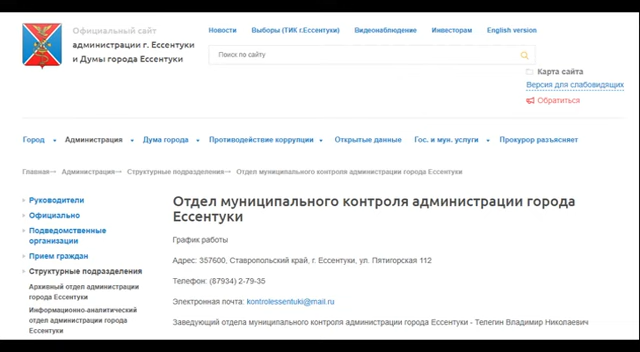 Официальный сайт
администрации г. Ессентуки
и Думы города Ессентуки
Новости
Выборы (ТИК г.Ессентуки)
Видеонаблюдение
Инвесторам
English version
Поиск по сайту
Карта сайта
Версия для слабовидящих
Обратиться
Город
Администрация
Дума города
Противодействие коррупции
Открытые данные
Гос. и мун. услуги
Прокурор разъясняет
Главная
Администрация
Структурные подразделения
Отдел муниципального контроля администрации города Ессентуки
Руководители
Официально
Подведомственные
организации
Прием граждан
Структурные подразделения
Архивный отдел администрации
города Ессентуки
Информационно-аналитический
отдел администрации города
Ессентуки
Отдел муниципального контроля администрации города
Ессентуки
График работы
Адрес: 357600, Ставропольский край, г. Ессентуки, ул. Пятигорская 112
Телефон: (87934) 2-79-35
Электронная почта: kontrolessentuki@mail.ru
Заведующий отдела муниципального контроля администрации города Ессентуки - Телегин Владимир Николаевич